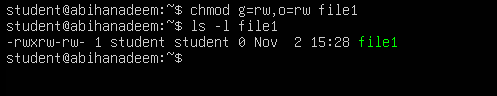 student@abihanadeem:~$ chmod g=rw,o=rw file1
student@abihanadeem:~$ ls -l file1
-rwxrw-rw- 1 student student 0 Nov  2 15:28 file1
student@abihanadeem:~$